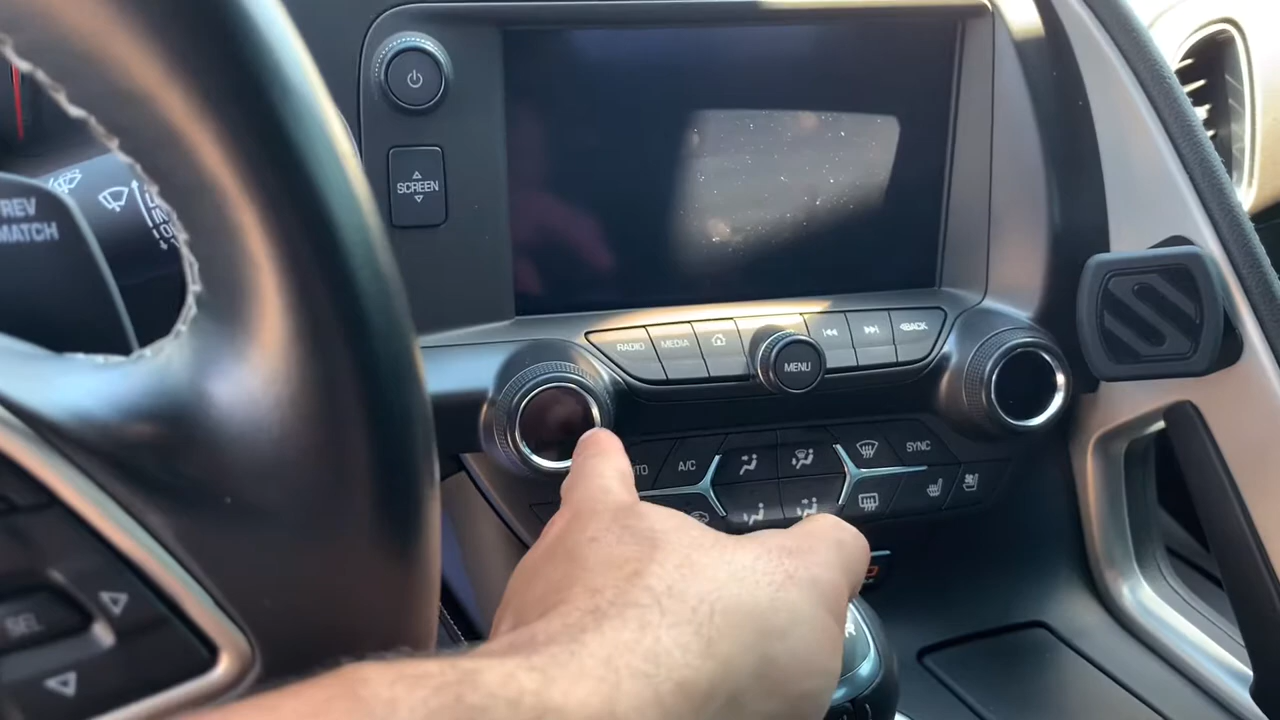 REV
MATCH
SCREEN
RADIO
MEDIA
BACK
MENU
A/C
SYNC
SEL